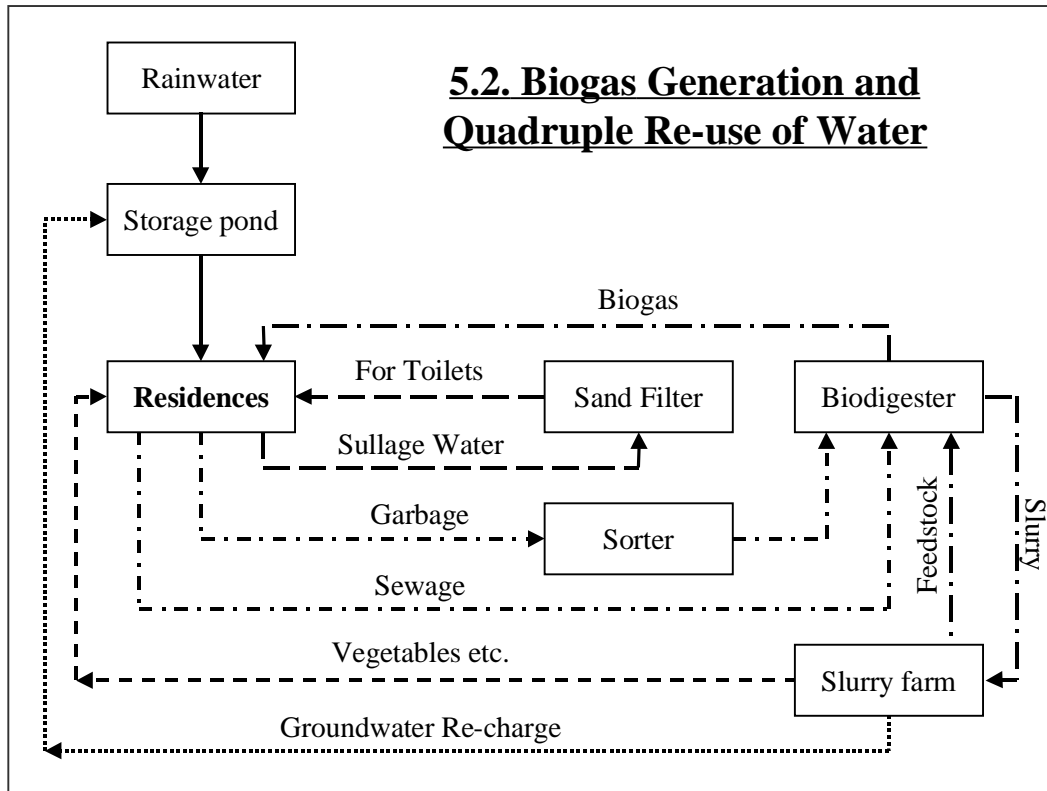 5.2. Biogas Generation and
Quadruple Re-use of Water
Rainwater
Storage pond
Biogas
Residences
For Toilets
Sand Filter
Biodigester
Sullage Water
Garbage
Sorter
Feedstock
Slurry
Sewage
Vegetables etc.
Slurry farm
Groundwater Re-charge